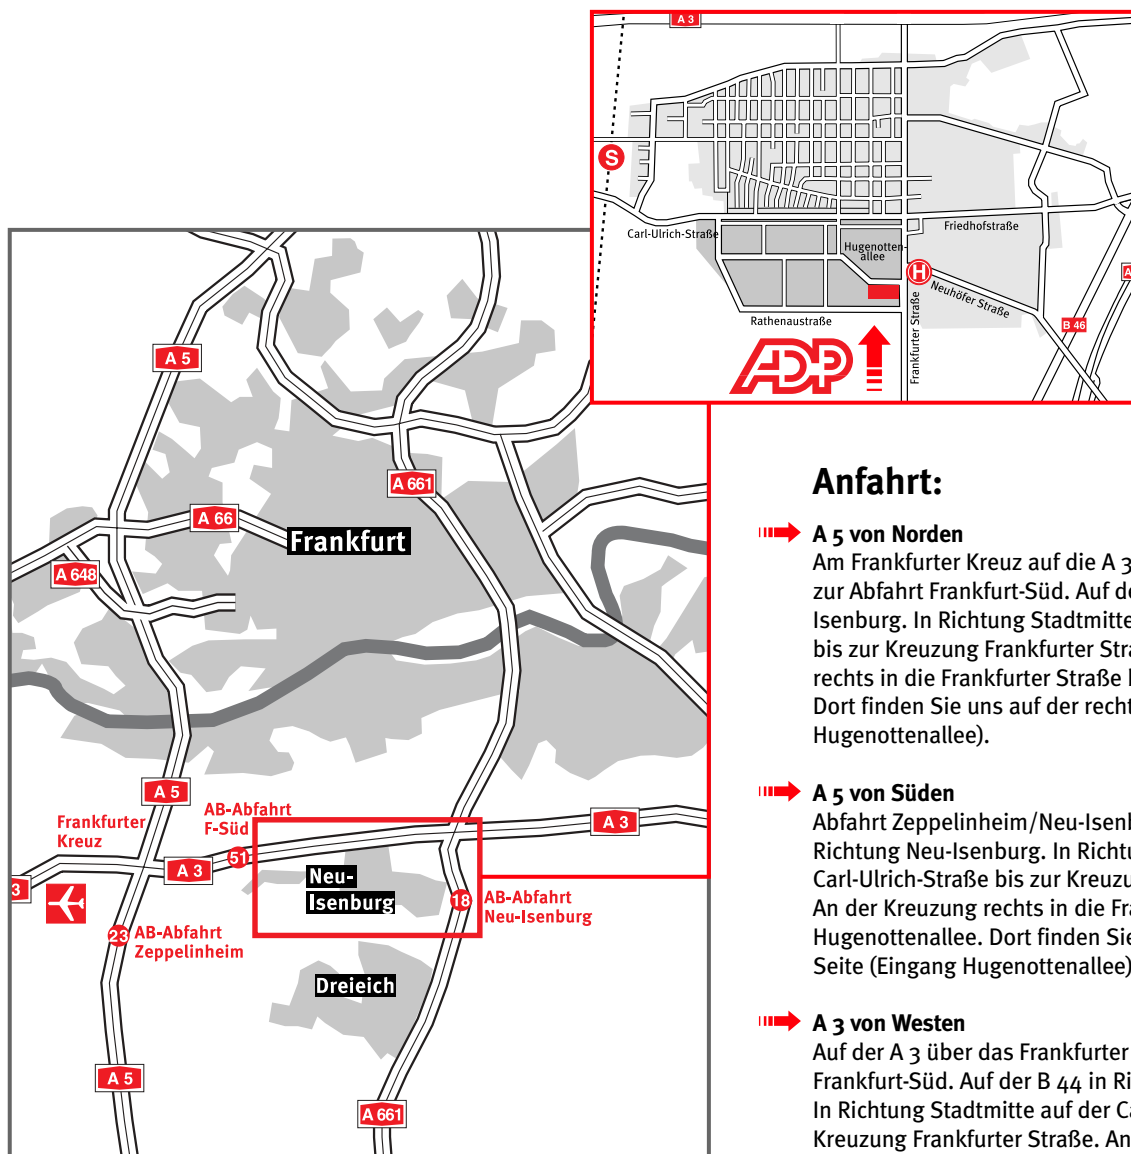 A 3
S
Carl-Ulrich-Straße
Friedhofstraße
Hugenotten-
allee
H
Neuhöfer Straße
Frankfurter Straße
Rathenaustraße
B 46
A
ADP
A 5
A 661
A 66
Frankfurt
A 648
A 5
AB-Abfahrt
F-Süd
Frankfurter
Kreuz
A 3
51
A 3
3
Neu-
Isenburg
18
AB-Abfahrt
Neu-Isenburg
23
AB-Abfahrt
Zeppelinheim
Dreieich
A 5
A 661
Anfahrt:
A 5 von Norden
Am Frankfurter Kreuz auf die A 3
zur Abfahrt Frankfurt-Süd. Auf de
Isenburg. In Richtung Stadtmitte
bis zur Kreuzung Frankfurter Stra
rechts in die Frankfurter Straße
Dort finden Sie uns auf der recht
Hugenottenallee).
A 5 von Süden
Abfahrt Zeppelinheim/Neu-Isenb
Richtung Neu-Isenburg. In Richtu
Carl-Ulrich-Straße bis zur Kreuzu
An der Kreuzung rechts in die Fra
Hugenottenallee. Dort finden Sie
Seite (Eingang Hugenottenallee)
A 3 von Westen
Auf der A 3 über das Frankfurter
Frankfurt-Süd. Auf der B 44 in Ri
In Richtung Stadtmitte auf der Ca
Kreuzung Frankfurter Straße. An